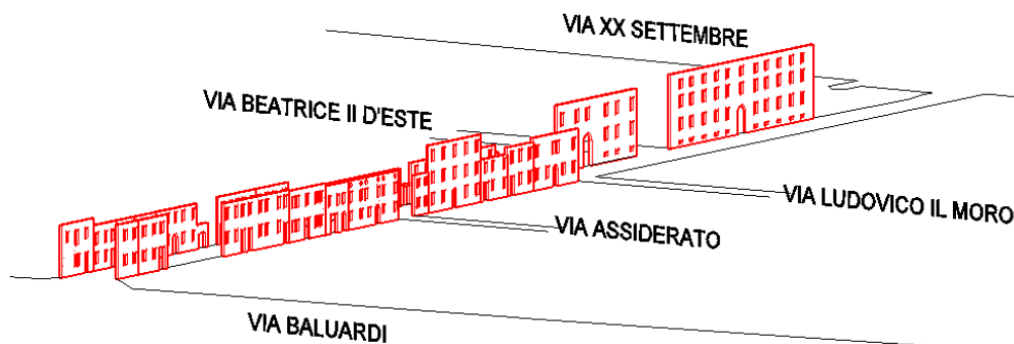 VIA XX SETTEMBRE
VIA BEATRICE II D'ESTE
VIA LUDOVICO IL MORO
VIA ASSIDERATO
VIA BALUARDI